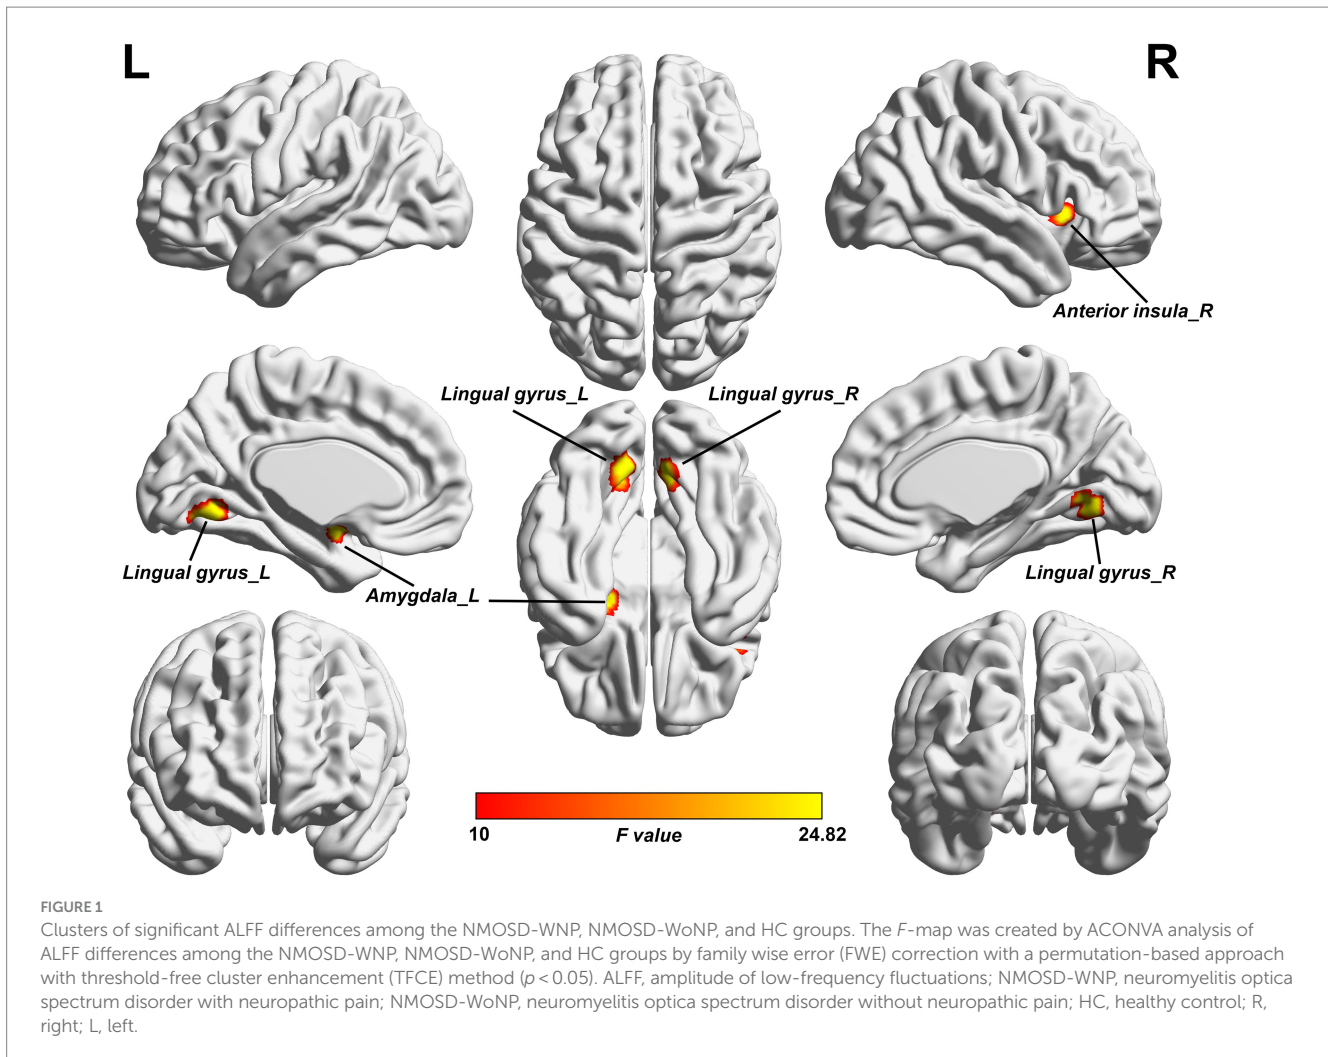 L
R
Anterior insula_R
Lingual gyrus_L
Lingual gyrus_R
Lingual gyrus_L
Amygdala_L
Lingual gyrus_R
10
F value
24.82
FIGURE 1
Clusters of significant ALFF differences among the NMOSD-WNP, NMOSD-WoNP, and HC groups. The F-map was created by ACONVA analysis of
ALFF differences among the NMOSD-WNP, NMOSD-WoNP, and HC groups by family wise error (FWE) correction with a permutation-based approach
with threshold-free cluster enhancement (TFCE) method (p < 0.05). ALFF, amplitude of low-frequency fluctuations; NMOSD-WNP, neuromyelitis optica
spectrum disorder with neuropathic pain; NMOSD-WoNP, neuromyelitis optica spectrum disorder without neuropathic pain; HC, healthy control; R,
right; L, left.